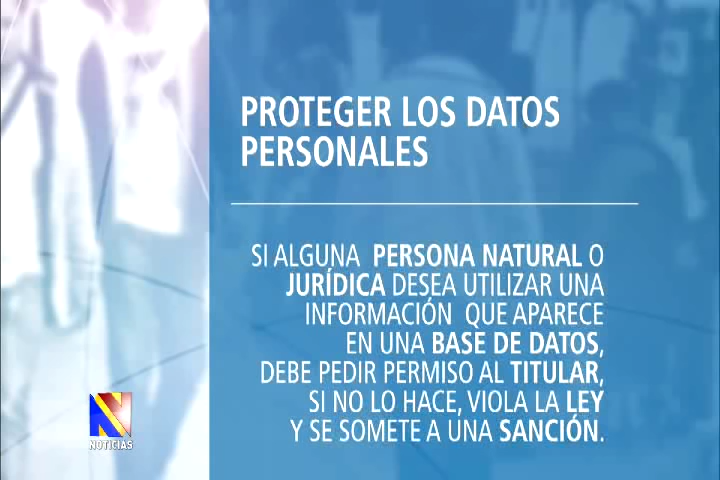 PROTEGER LOS DATOS
PERSONALES
SI ALGUNA PERSONA NATURAL O
JURÍDICA DESEA UTILIZAR UNA
INFORMACIÓN QUE APARECE
EN UNA BASE DE DATOS,
DEBE PEDIR PERMISO AL TITULAR,
SI NO LO HACE, VIOLA LA LEY
Y SE SOMETE A UNA SANCIÓN.
N
NOTICIAS